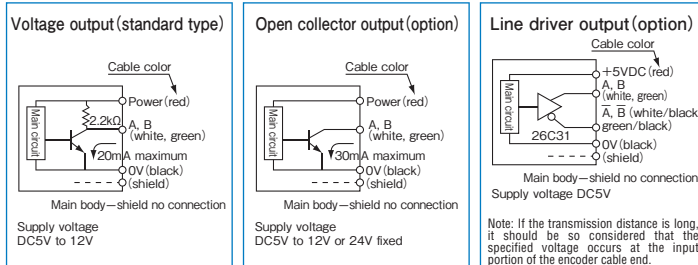 Voltage output (standard type)
Cable color
Power (red)
2.2kΩ
A, B
(white, green)
Main circuit
20mA maximum
0V (black)
(shield)
Main body—shield no connection
Supply voltage
DC5V to 12V
Open collector output (option)
Cable color
Power (red)
A, B
(white, green)
Main circuit
30mA maximum
0V (black)
(shield)
Main body—shield no connection
Supply voltage
DC5V to 12V or 24V fixed
Line driver output (option)
Cable color
+5VDC (red)
A, B
(white, green)
Main circuit
A̅, B̅ (white/black
green/black)
26C31
0V (black)
(shield)
Main body—shield no connection
Supply voltage DC5V
Note: If the transmission distance is long,
it should be so considered that the
specified voltage occurs at the input
portion of the encoder cable end.